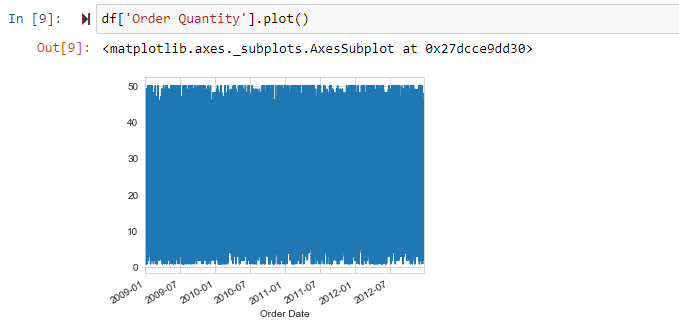 In [9]: df['Order Quantity'].plot()
Out[9]: <matplotlib.axes._subplots.AxesSubplot at 0x27dcce9dd30>
50
40
30
20
10
0
2009-01 2009-07 2010-01 2010-07 2011-01 2011-07 2012-01 2012-07
Order Date